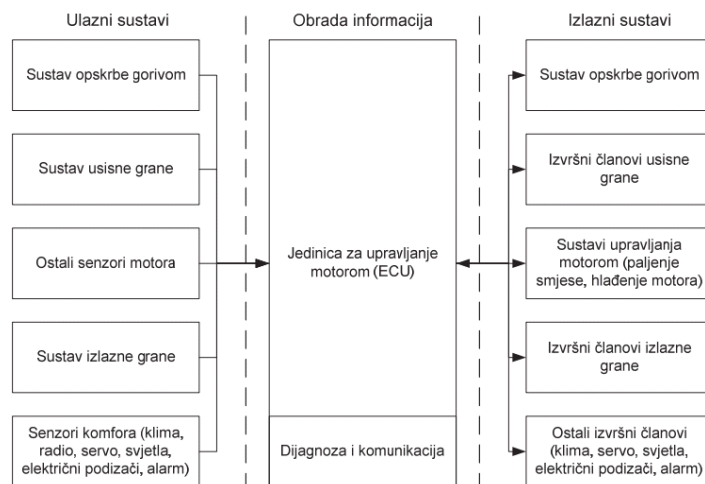 Ulazni sustavi
Obrada informacija
Izlazni sustavi
Sustav opskrbe gorivom
Sustav usisne grane
Ostali senzori motora
Sustav izlazne grane
Senzori komfora (klima,
radio, servo, svjetla,
električni podizači, alarm)
Jedinica za upravljanje
motorom (ECU)
Dijagnoza i komunikacija
Sustav opskrbe gorivom
Izvršni članovi usisne
grane
Sustavi upravljanja
motorom (paljenje
smjese, hlađenje motora)
Izvršni članovi izlazne
grane
Ostali izvršni članovi
(klima, servo, svjetla,
električni podizači, alarm)